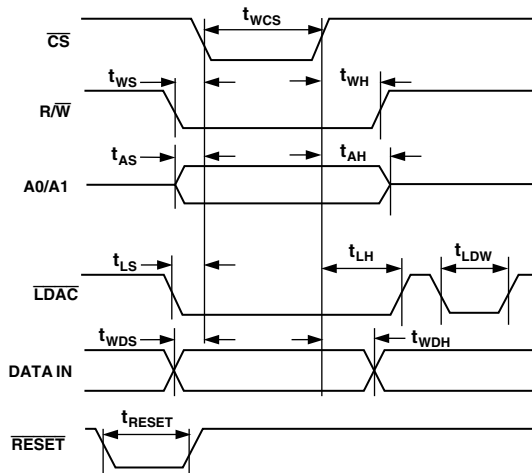 tWCS
CS
tWS
tWH
R/W
tAS
tAH
A0/A1
tLS
tLH
tLDW
LDAC
tWDS
tWDH
DATA IN
tRESET
RESET